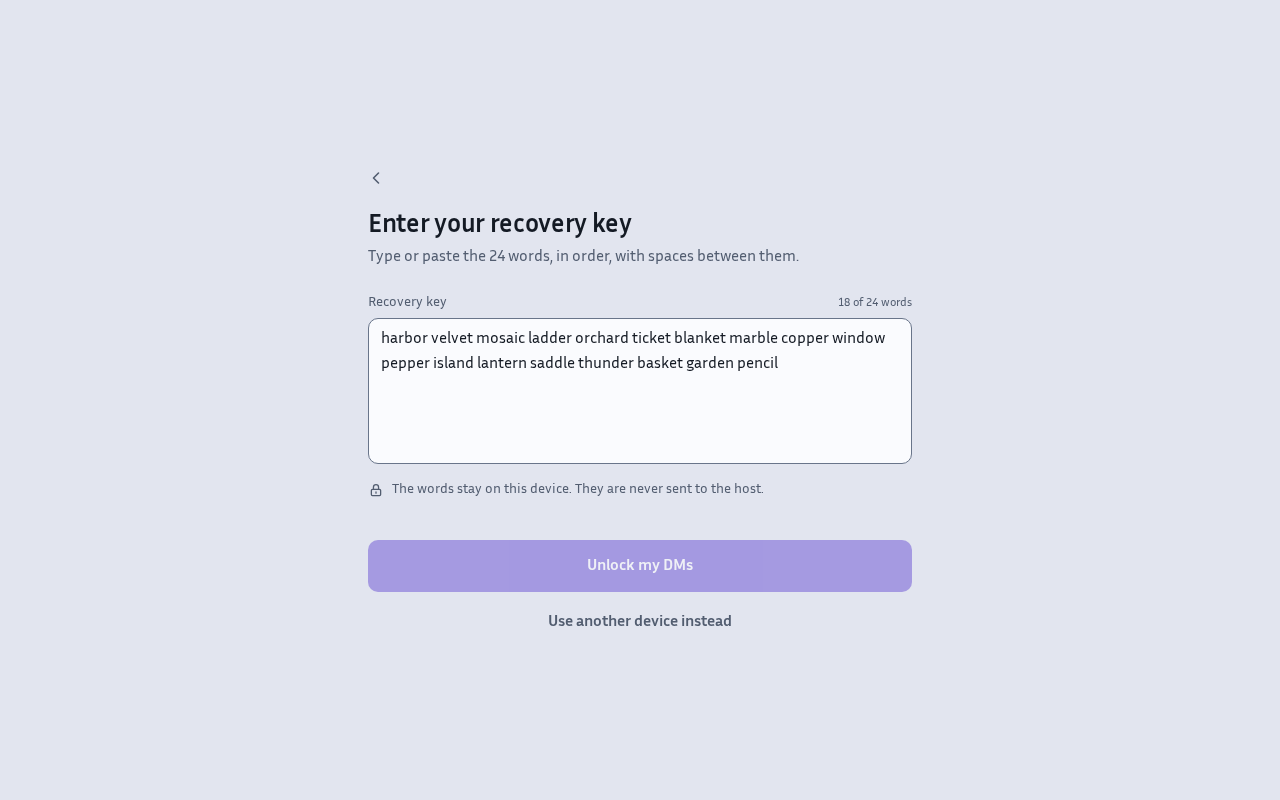 Enter your recovery key
Type or paste the 24 words, in order, with spaces between them.
Recovery key
18 of 24 words
harbor velvet mosaic ladder orchard ticket blanket marble copper window
pepper island lantern saddle thunder basket garden pencil
The words stay on this device. They are never sent to the host.
Unlock my DMs
Use another device instead